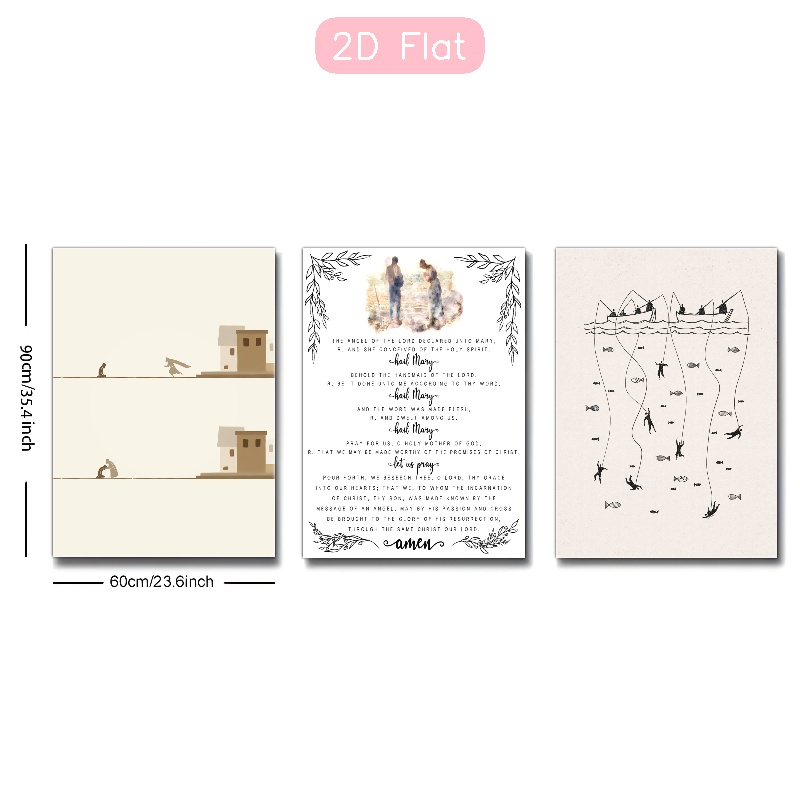 2D Flat
90cm/35.4 inch
60cm/23.6inch
THE ANGEL OF THE LORD DECLARED UNTO MARY,
R. AND SHE CONCEIVED OF THE HOLY SPIRIT.
hail Mary
BEHOLD THE HANDMAID OF THE LORD.
R. BE IT DONE UNTO ME ACCORDING TO THY WORD.
hail Mary
AND THE WORD WAS MADE FLESH,
R. AND DWELT AMONG US.
hail Mary
PRAY FOR US, O HOLY MOTHER OF GOD,
R. THAT WE MAY BE MADE WORTHY OF THE PROMISES OF CHRIST.
let us pray
POUR FORTH, WE BESEECH THEE, O LORD, THY GRACE
INTO OUR HEARTS; THAT WE, TO WHOM THE INCARNATION
OF CHRIST, THY SON, WAS MADE KNOWN BY THE
MESSAGE OF AN ANGEL, MAY BY HIS PASSION AND CROSS
BE BROUGHT TO THE GLORY OF HIS RESURRECTION,
THROUGH THE SAME CHRIST OUR LORD.
amen